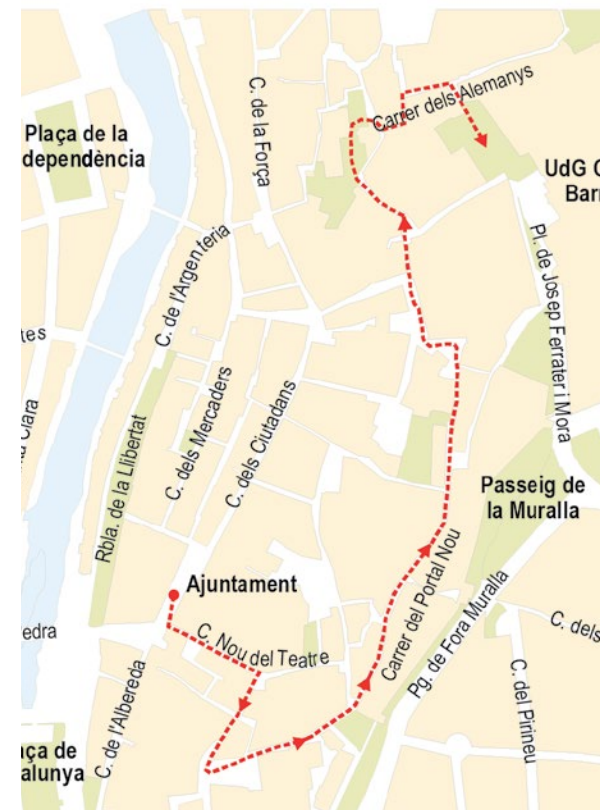 Carrer dels Alemanys
C. de la Força
Plaça de la
dependència
UdG C
Barr
C. de l'Argenteria
Pl. de Josep Ferrater i Mora
tes
C. dels Mercaders
C. dels Ciutadans
Clara
Rbla. de la Llibertat
Passeig de
la Muralla
Ajuntament
Carrer del Portal Nou
Pg. de Fora Muralla
edra
C. Nou del Teatre
C. dels
C. de l'Albereda
C. del Pirineu
ça de
alunya